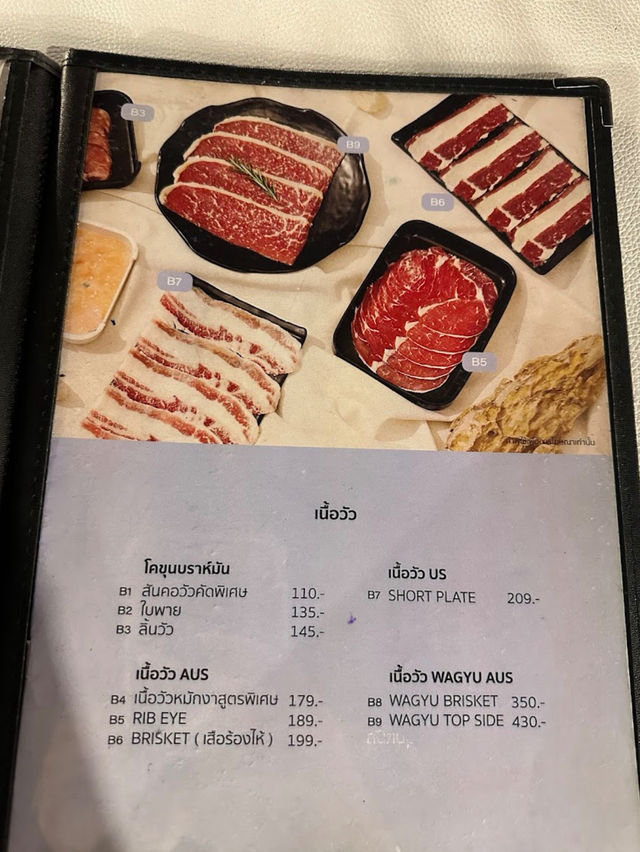 B3
B9
B6
B7
B5
เนื้อวัว
โคขุนบราห์มัน
B1 สันคอวัวคัดพิเศษ 110.-
B2 ใบพาย 135.-
B3 ลิ้นวัว 145.-
เนื้อวัว US
B7 SHORT PLATE 209.-
เนื้อวัว AUS
B4 เนื้อวัวหมักงาสูตรพิเศษ 179.-
B5 RIB EYE 189.-
B6 BRISKET ( เสือร้องไห้ ) 199.-
เนื้อวัว WAGYU AUS
B8 WAGYU BRISKET 350.-
B9 WAGYU TOP SIDE 430.-